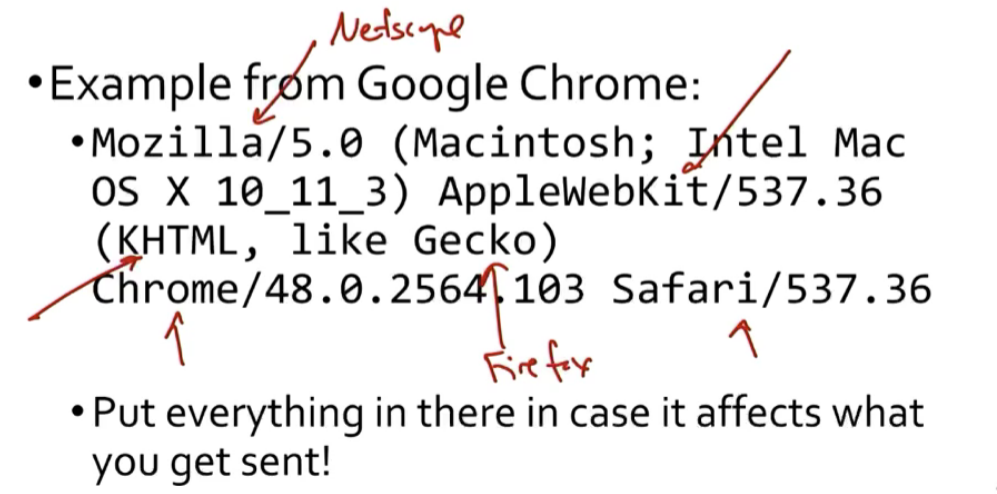 Netscape
•Example from Google Chrome:
•Mozilla/5.0 (Macintosh; Intel Mac
OS X 10_11_3) AppleWebKit/537.36
(KHTML, like Gecko)
Chrome/48.0.2564.103 Safari/537.36
Firefox
•Put everything in there in case it affects what
you get sent!